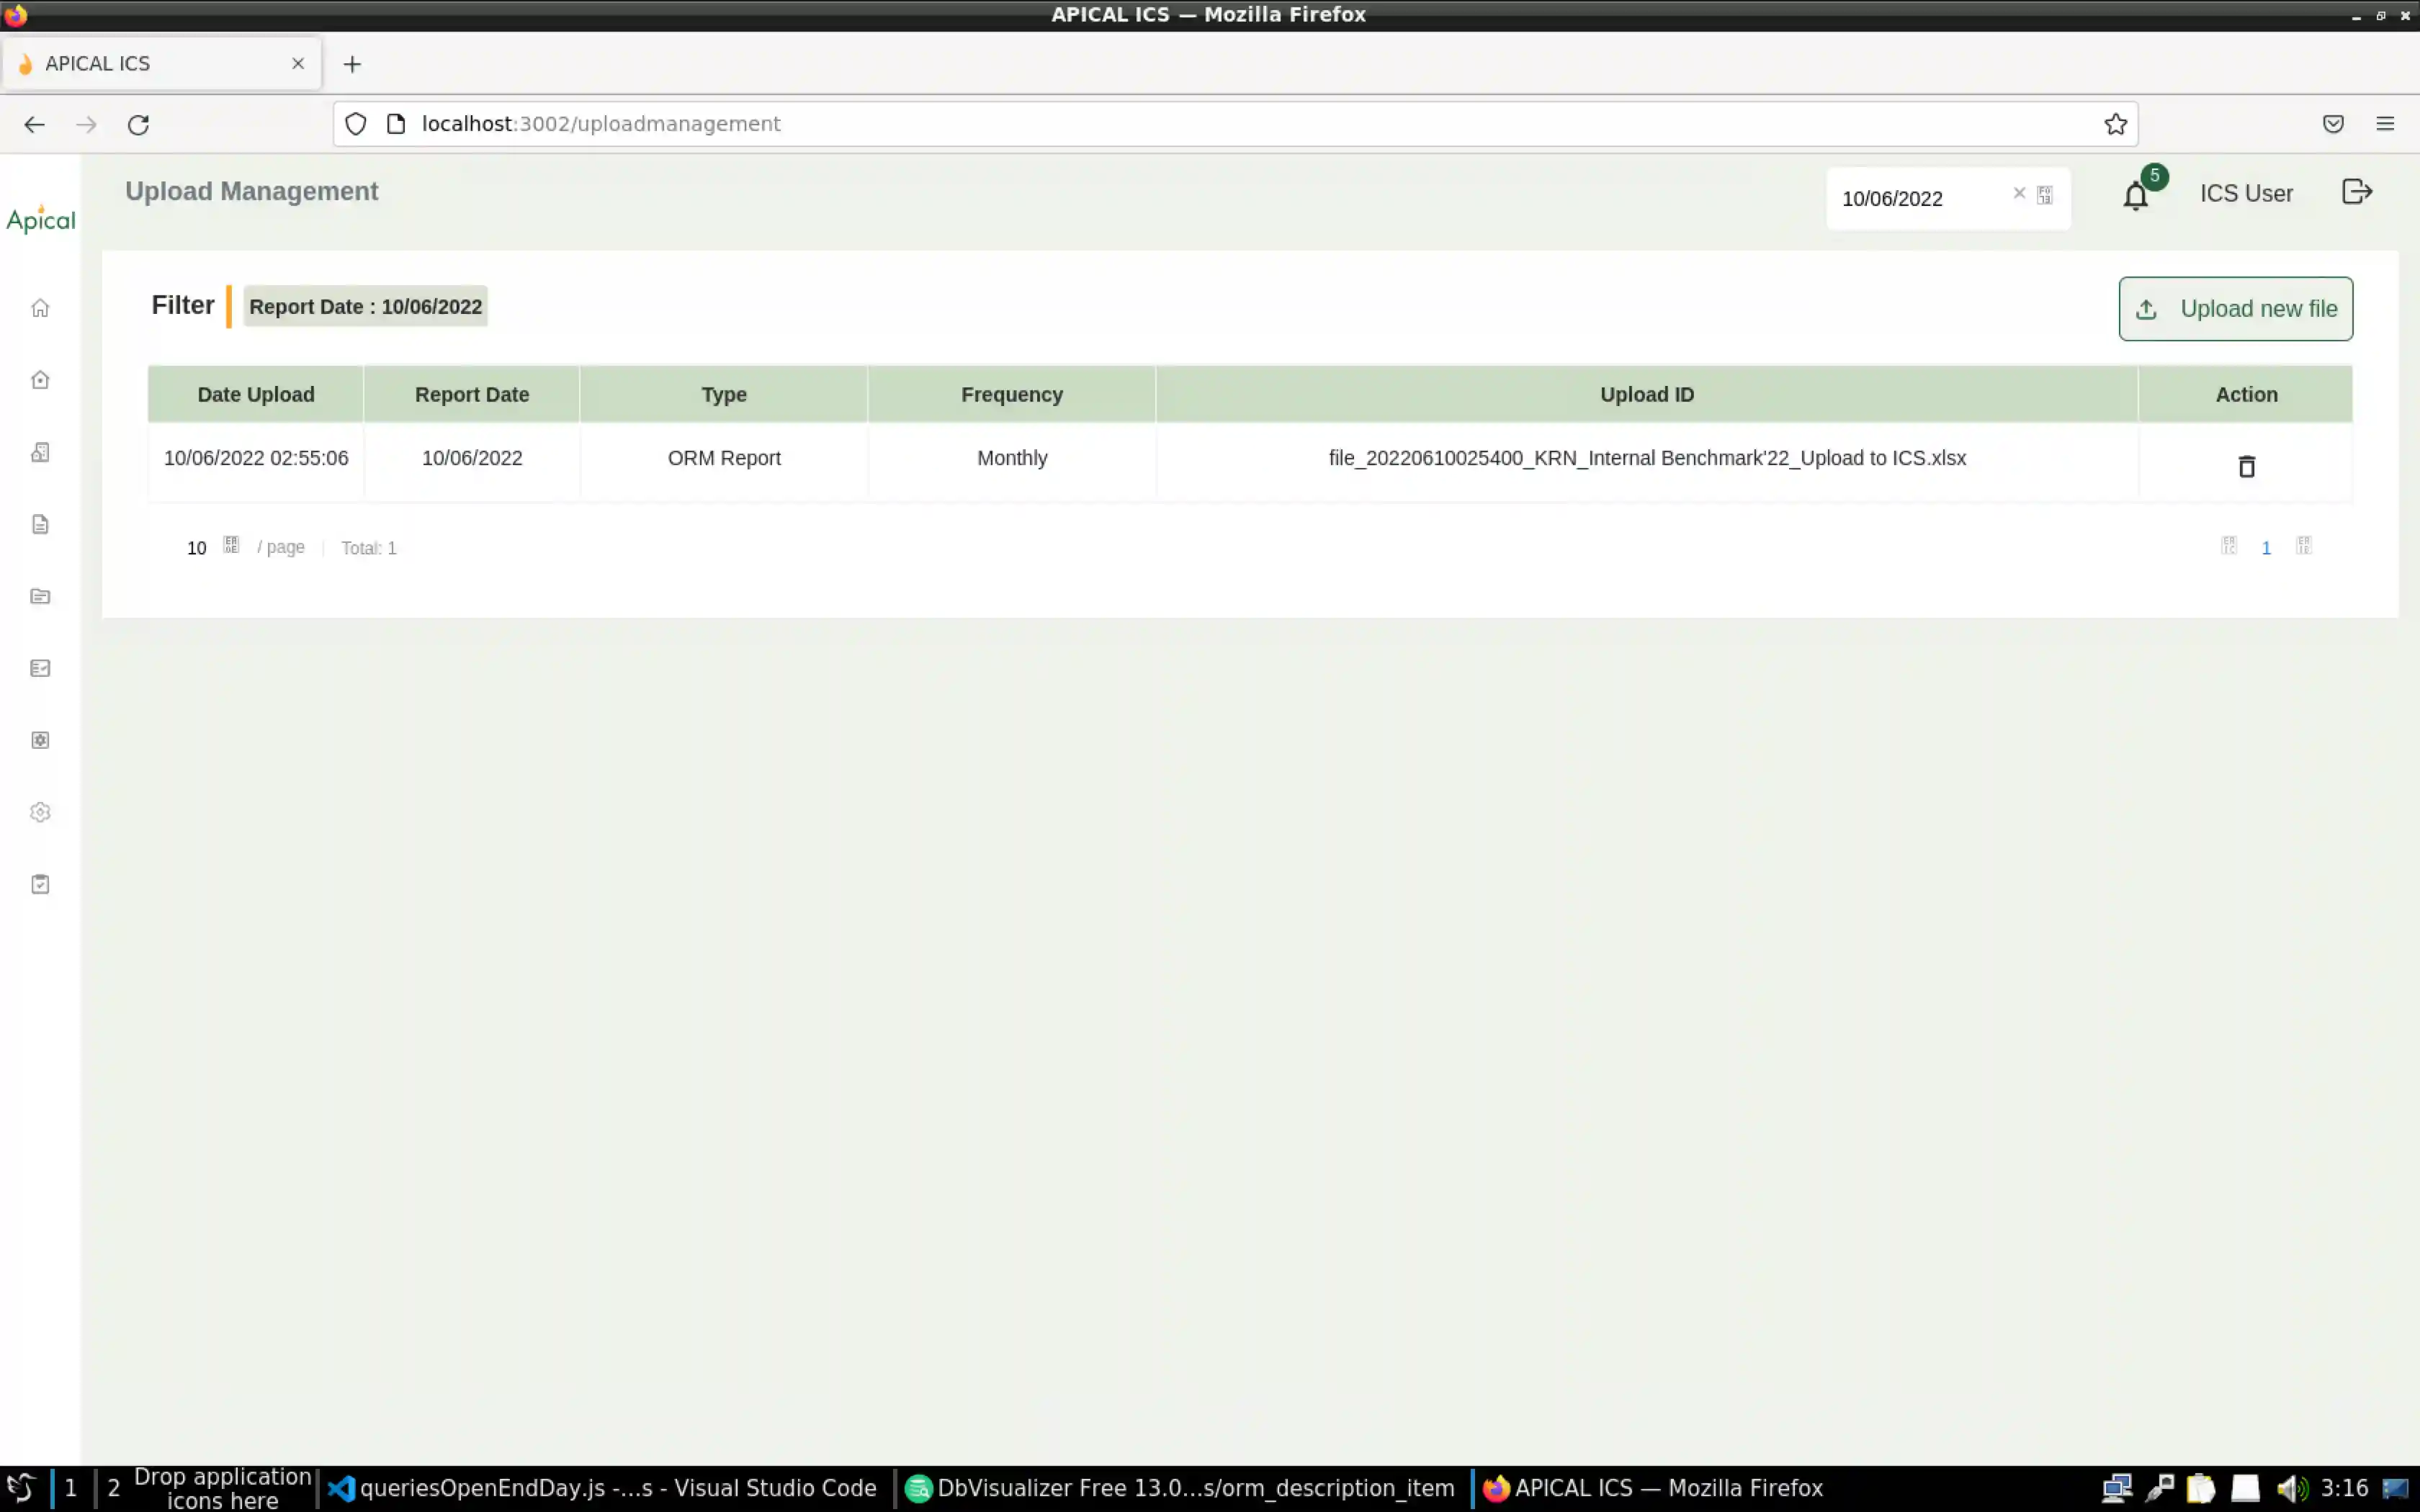 APICAL ICS — Mozilla Firefox
APICAL ICS
localhost:3002/uploadmanagement
Apical
Upload Management
10/06/2022
5
ICS User
Filter
Report Date : 10/06/2022
Upload new file
Date Upload Report Date Type Frequency Upload ID Action
10/06/2022 02:55:06 10/06/2022 ORM Report Monthly file_20220610025400_KRN_Internal Benchmark'22_Upload to ICS.xlsx
10 / page Total: 1
1
1 2
Drop application
icons here
queriesOpenEndDay.js -...s - Visual Studio Code
DbVisualizer Free 13.0...s/orm_description_item
APICAL ICS — Mozilla Firefox
3:16